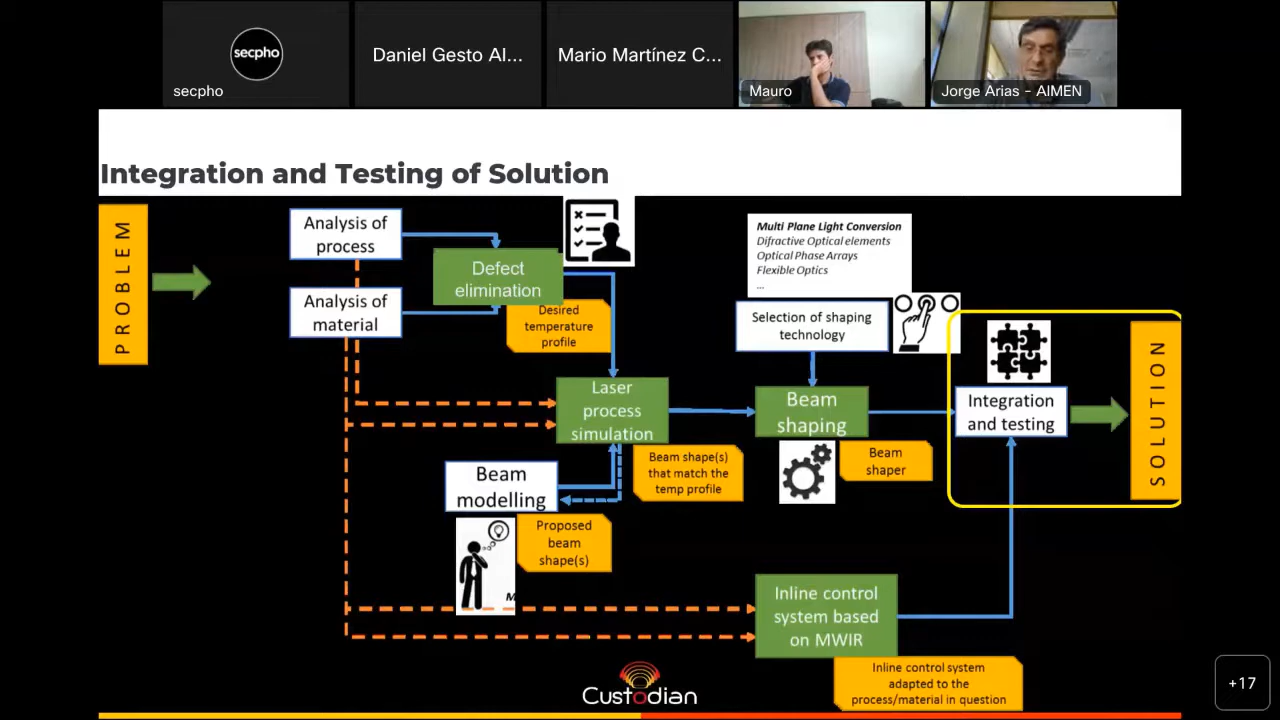 secpho
secpho
Daniel Gesto Al...
Mario Martínez C...
Mauro
Jorge Arias - AIMEN
Integration and Testing of Solution
PROBLEM
Analysis of
process
Analysis of
material
Defect
elimination
Desired
temperature
profile
Multi Plane Light Conversion
Difractive Optical elements
Optical Phase Arrays
Flexible Optics
...
Selection of shaping
technology
Laser
process
simulation
Beam shape(s)
that match the
temp profile
Beam
shaping
Beam
shaper
Integration
and testing
SOLUTION
Beam
modelling
Proposed
beam
shape(s)
M
Inline control
system based
on MWIR
Inline control system
adapted to the
process/material in question
Custodian
+17